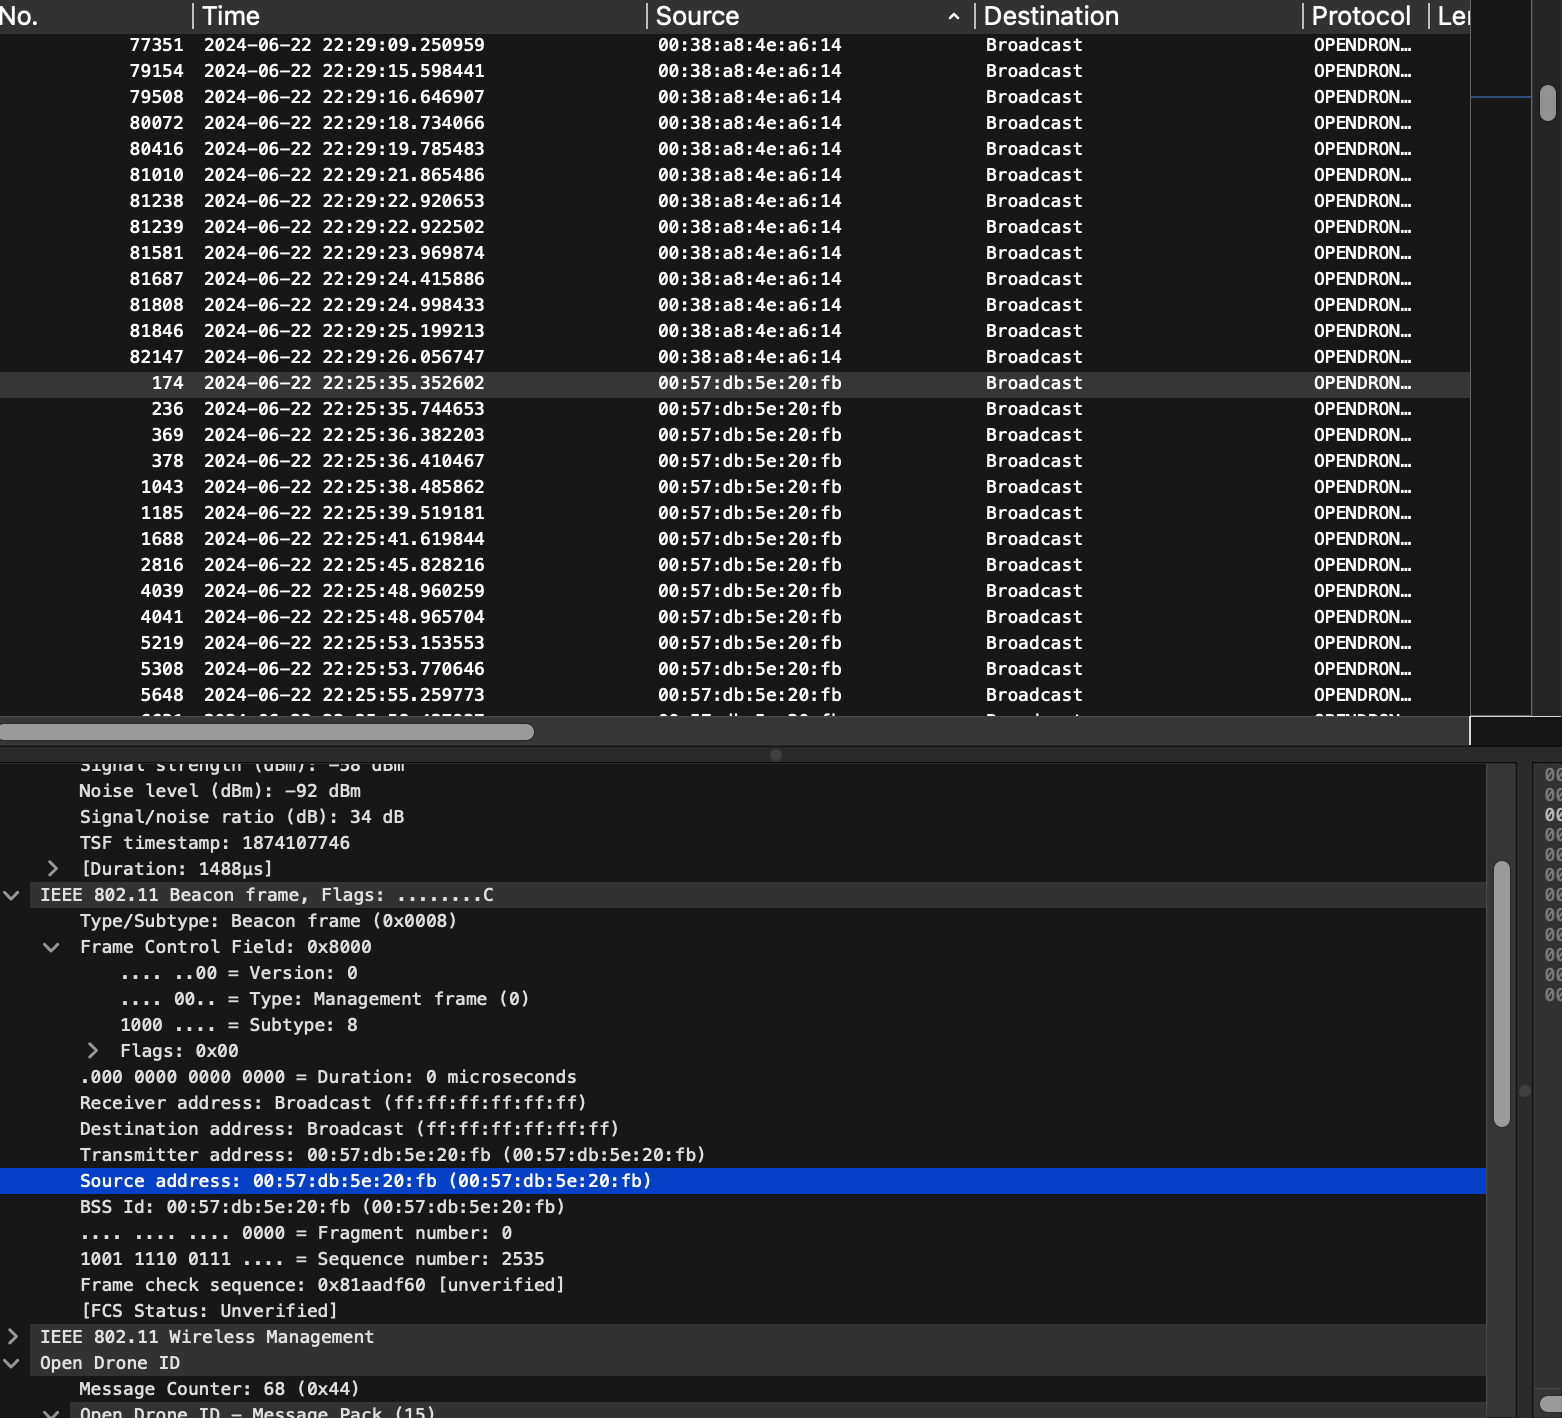 No. Time Source Destination Protocol Le
77351 2024-06-22 22:29:09.250959 00:38:a8:4e:a6:14 Broadcast OPENDRON…
79154 2024-06-22 22:29:15.598441 00:38:a8:4e:a6:14 Broadcast OPENDRON…
79508 2024-06-22 22:29:16.646907 00:38:a8:4e:a6:14 Broadcast OPENDRON…
80072 2024-06-22 22:29:18.734066 00:38:a8:4e:a6:14 Broadcast OPENDRON…
80416 2024-06-22 22:29:19.785483 00:38:a8:4e:a6:14 Broadcast OPENDRON…
81010 2024-06-22 22:29:21.865486 00:38:a8:4e:a6:14 Broadcast OPENDRON…
81238 2024-06-22 22:29:22.920653 00:38:a8:4e:a6:14 Broadcast OPENDRON…
81239 2024-06-22 22:29:22.922502 00:38:a8:4e:a6:14 Broadcast OPENDRON…
81581 2024-06-22 22:29:23.969874 00:38:a8:4e:a6:14 Broadcast OPENDRON…
81687 2024-06-22 22:29:24.415886 00:38:a8:4e:a6:14 Broadcast OPENDRON…
81808 2024-06-22 22:29:24.998433 00:38:a8:4e:a6:14 Broadcast OPENDRON…
81846 2024-06-22 22:29:25.199213 00:38:a8:4e:a6:14 Broadcast OPENDRON…
82147 2024-06-22 22:29:26.056747 00:38:a8:4e:a6:14 Broadcast OPENDRON…
174 2024-06-22 22:25:35.352602 00:57:db:5e:20:fb Broadcast OPENDRON…
236 2024-06-22 22:25:35.744653 00:57:db:5e:20:fb Broadcast OPENDRON…
369 2024-06-22 22:25:36.382203 00:57:db:5e:20:fb Broadcast OPENDRON…
378 2024-06-22 22:25:36.410467 00:57:db:5e:20:fb Broadcast OPENDRON…
1043 2024-06-22 22:25:38.485862 00:57:db:5e:20:fb Broadcast OPENDRON…
1185 2024-06-22 22:25:39.519181 00:57:db:5e:20:fb Broadcast OPENDRON…
1688 2024-06-22 22:25:41.619844 00:57:db:5e:20:fb Broadcast OPENDRON…
2816 2024-06-22 22:25:45.828216 00:57:db:5e:20:fb Broadcast OPENDRON…
4039 2024-06-22 22:25:48.960259 00:57:db:5e:20:fb Broadcast OPENDRON…
4041 2024-06-22 22:25:48.965704 00:57:db:5e:20:fb Broadcast OPENDRON…
5219 2024-06-22 22:25:53.153553 00:57:db:5e:20:fb Broadcast OPENDRON…
5308 2024-06-22 22:25:53.770646 00:57:db:5e:20:fb Broadcast OPENDRON…
5648 2024-06-22 22:25:55.259773 00:57:db:5e:20:fb Broadcast OPENDRON…
Signal strength (dBm): -58 dBm
Noise level (dBm): -92 dBm
Signal/noise ratio (dB): 34 dB
TSF timestamp: 1874107746
[Duration: 1488µs]
IEEE 802.11 Beacon frame, Flags: ........C
Type/Subtype: Beacon frame (0x0008)
Frame Control Field: 0x8000
.... ..00 = Version: 0
.... 00.. = Type: Management frame (0)
1000 .... = Subtype: 8
Flags: 0x00
.000 0000 0000 0000 = Duration: 0 microseconds
Receiver address: Broadcast (ff:ff:ff:ff:ff:ff)
Destination address: Broadcast (ff:ff:ff:ff:ff:ff)
Transmitter address: 00:57:db:5e:20:fb (00:57:db:5e:20:fb)
Source address: 00:57:db:5e:20:fb (00:57:db:5e:20:fb)
BSS Id: 00:57:db:5e:20:fb (00:57:db:5e:20:fb)
.... .... .... 0000 = Fragment number: 0
1001 1110 0111 .... = Sequence number: 2535
Frame check sequence: 0x81aadf60 [unverified]
[FCS Status: Unverified]
IEEE 802.11 Wireless Management
Open Drone ID
Message Counter: 68 (0x44)
Open Drone ID - Message Pack (15)